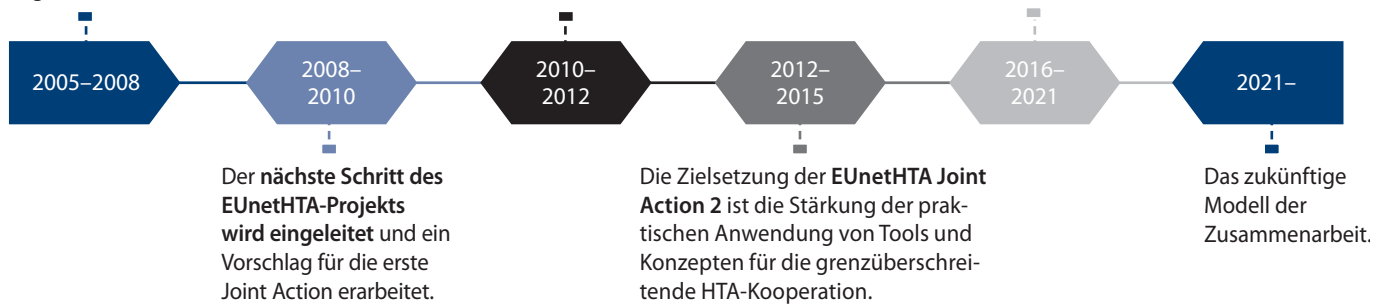 2005–2008
2008–
2010
2010–
2012
2012–
2015
2016–
2021
2021–
Der nächste Schritt des
EUnetHTA-Projekts
wird eingeleitet und ein
Vorschlag für die erste
Joint Action erarbeitet.
Die Zielsetzung der EUnetHTA Joint
Action 2 ist die Stärkung der prak-
tischen Anwendung von Tools und
Konzepten für die grenzüberschrei-
tende HTA-Kooperation.
Das zukünftige
Modell der
Zusammenarbeit.